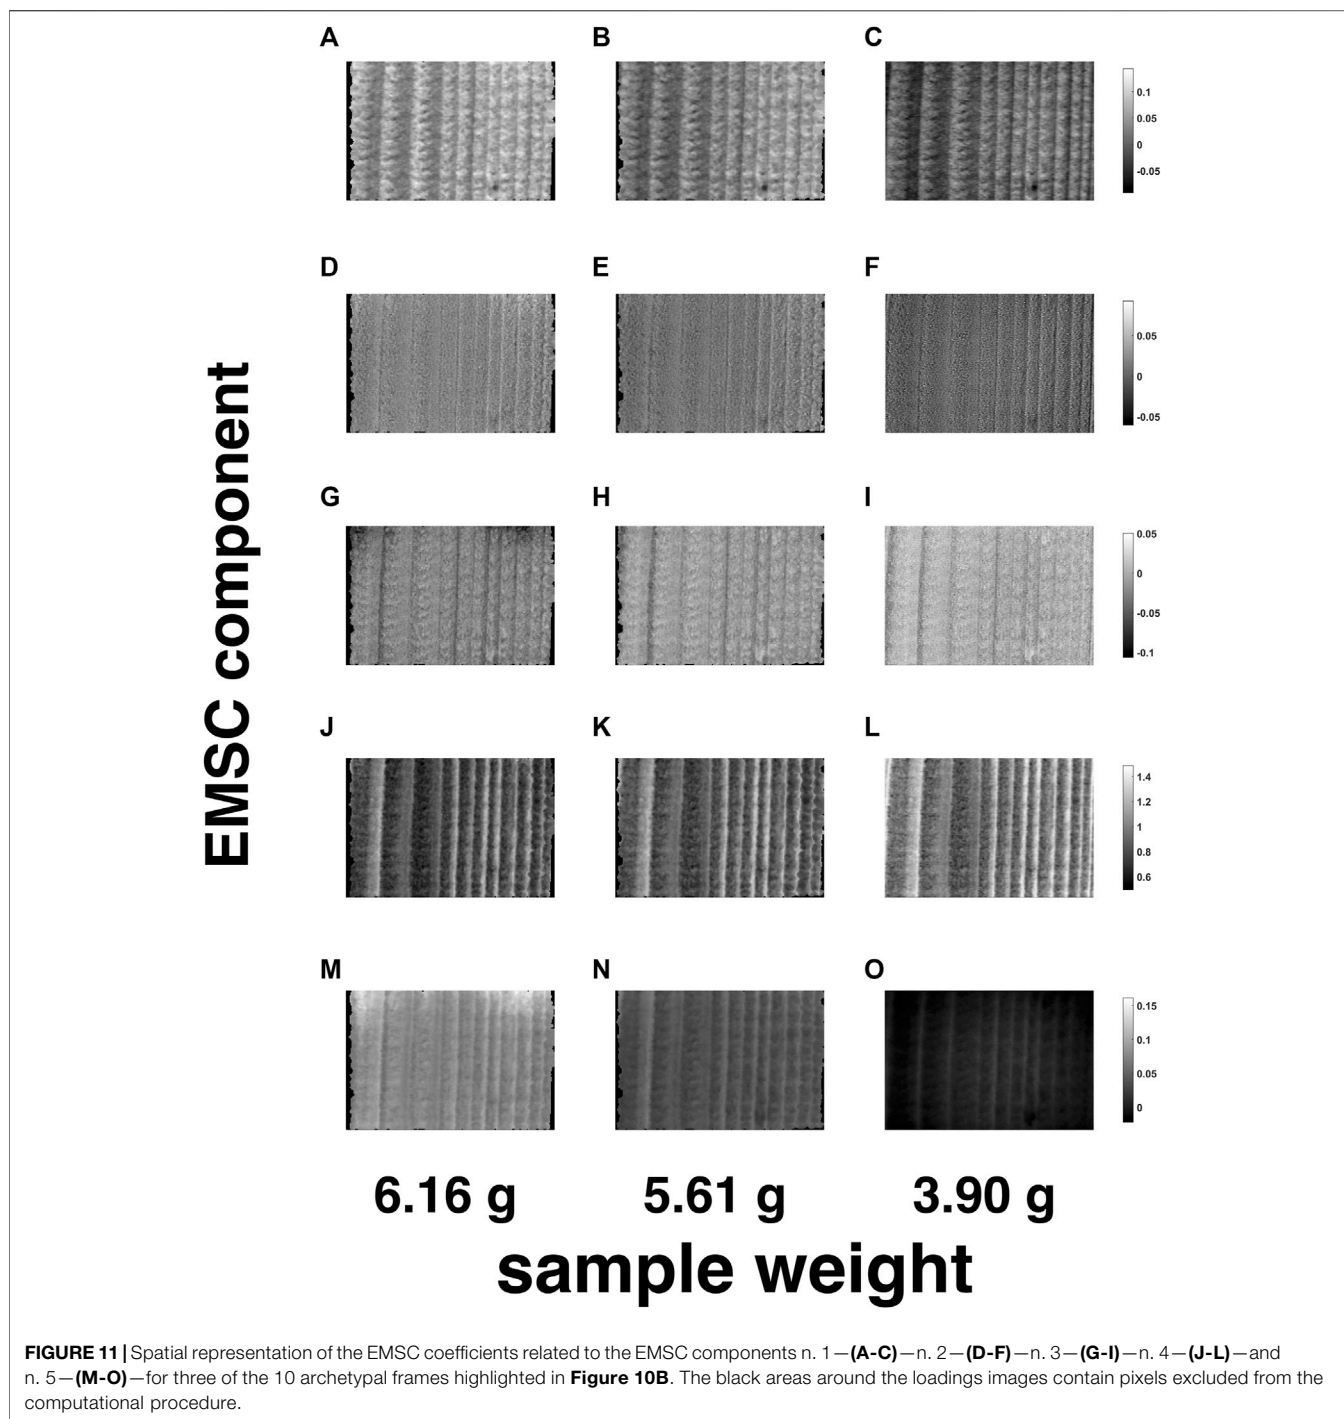 A
B
C
0.1
0.05
0
-0.05
D
E
F
0.05
0
-0.05
G
H
I
0.05
0
-0.05
-0.1
J
K
L
1.4
1.2
1
0.8
0.6
M
N
O
0.15
0.1
0.05
0
EMSC component
6.16 g
5.61 g
3.90 g
sample weight
FIGURE 11 | Spatial representation of the EMSC coefficients related to the EMSC components n. 1—(A-C)—n. 2—(D-F)—n. 3—(G-I)—n. 4—(J-L)—and
n. 5—(M-O)—for three of the 10 archetypal frames highlighted in Figure 10B. The black areas around the loadings images contain pixels excluded from the
computational procedure.